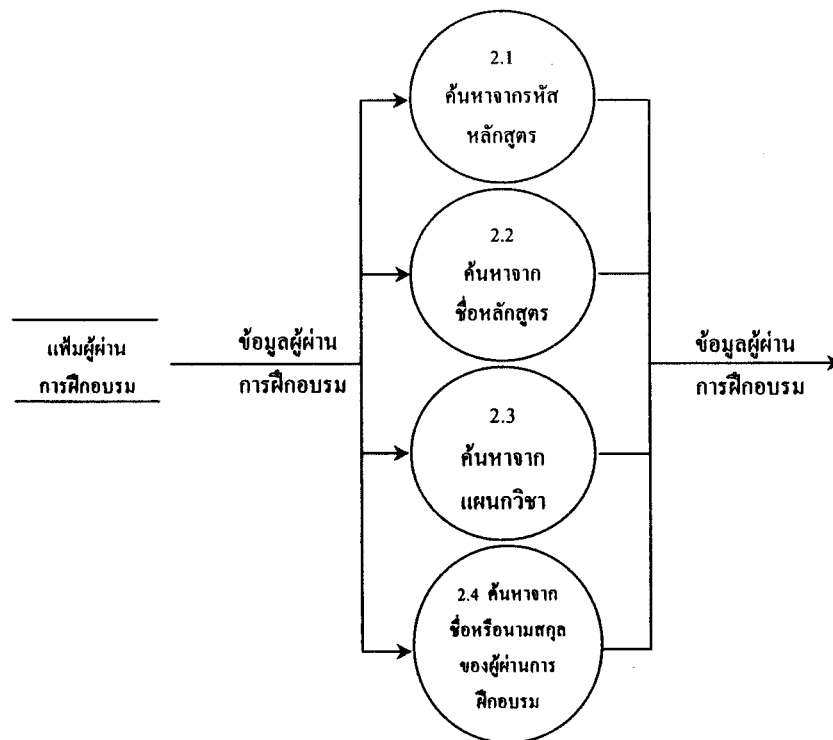 2.1
ค้นหาจากรหัส
หลักสูตร
2.2
ค้นหาจาก
ชื่อหลักสูตร
แฟ้มผู้ผ่าน
การฝึกอบรม
ข้อมูลผู้ผ่าน
การฝึกอบรม
ข้อมูลผู้ผ่าน
การฝึกอบรม
2.3
ค้นหาจาก
แผนกวิชา
2.4 ค้นหาจาก
ชื่อหรือนามสกุล
ของผู้ผ่านการ
ฝึกอบรม